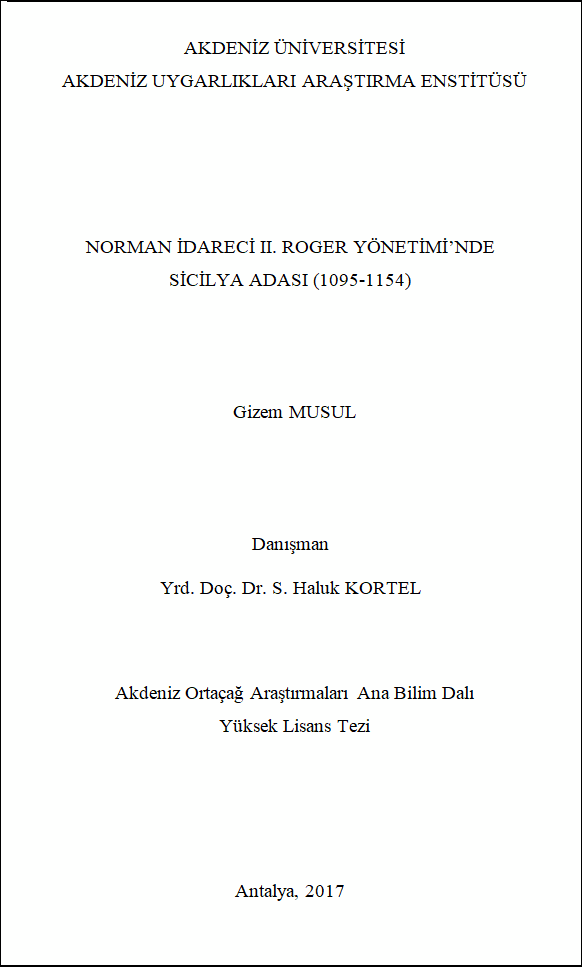 AKDENİZ ÜNİVERSİTESİ
AKDENİZ UYGARLIKLARI ARAŞTIRMA ENSTİTÜSÜ
NORMAN İDARECİ II. ROGER YÖNETİMİ’NDE
SİCİLYA ADASI (1095-1154)
Gizem MUSUL
Danışman
Yrd. Doç. Dr. S. Haluk KORTEL
Akdeniz Ortaçağ Araştırmaları Ana Bilim Dalı
Yüksek Lisans Tezi
Antalya, 2017